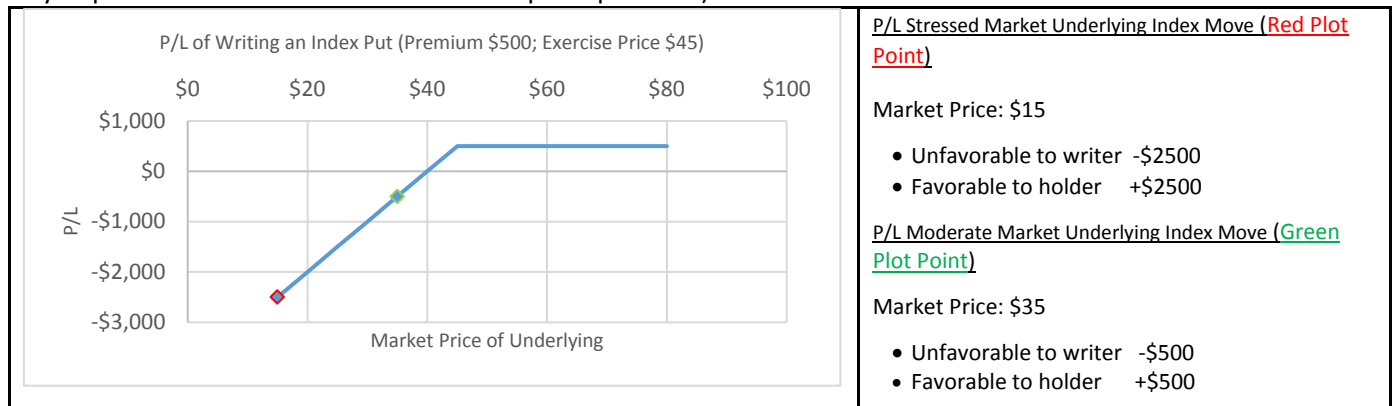 P/L of Writing an Index Put (Premium $500; Exercise Price $45)
$0 $20 $40 $60 $80 $100
$1,000
$0
-$1,000
-$2,000
-$3,000
P/L
Market Price of Underlying
P/L Stressed Market Underlying Index Move (Red Plot
Point)
Market Price: $15
• Unfavorable to writer -$2500
• Favorable to holder +$2500
P/L Moderate Market Underlying Index Move (Green
Plot Point)
Market Price: $35
• Unfavorable to writer -$500
• Favorable to holder +$500